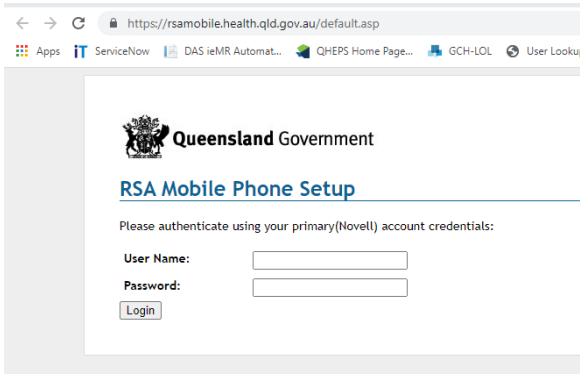 https://rsamobile.health.qld.gov.au/default.asp
Apps iT ServiceNow DAS ieMR Automat... QHEPS Home Page... GCH-LOL User Lookup
Queensland Government
RSA Mobile Phone Setup
Please authenticate using your primary(Novell) account credentials:
User Name:
Password:
Login